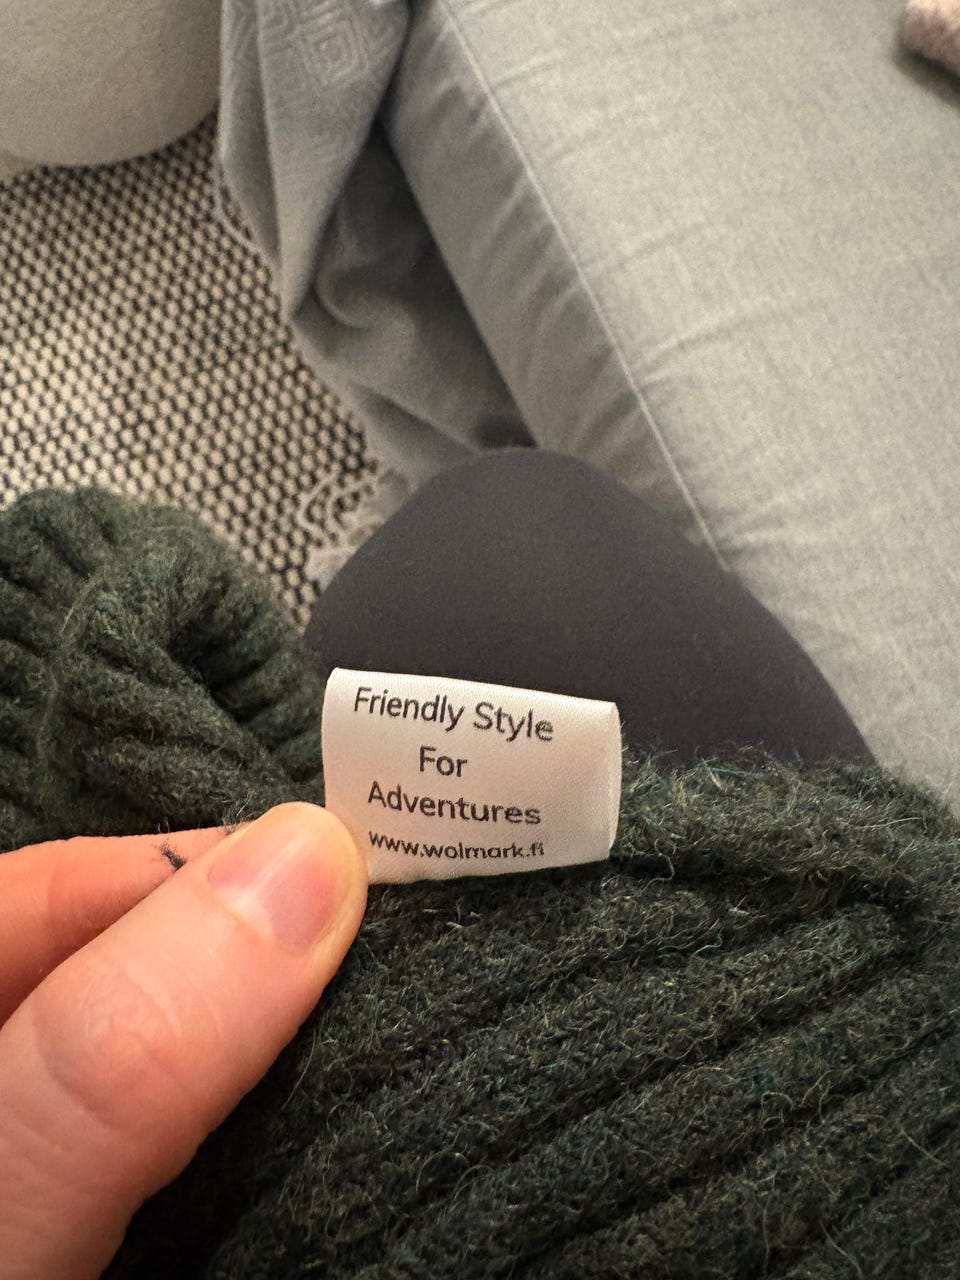 Friendly Style
For
Adventures
www.wolmark.fi